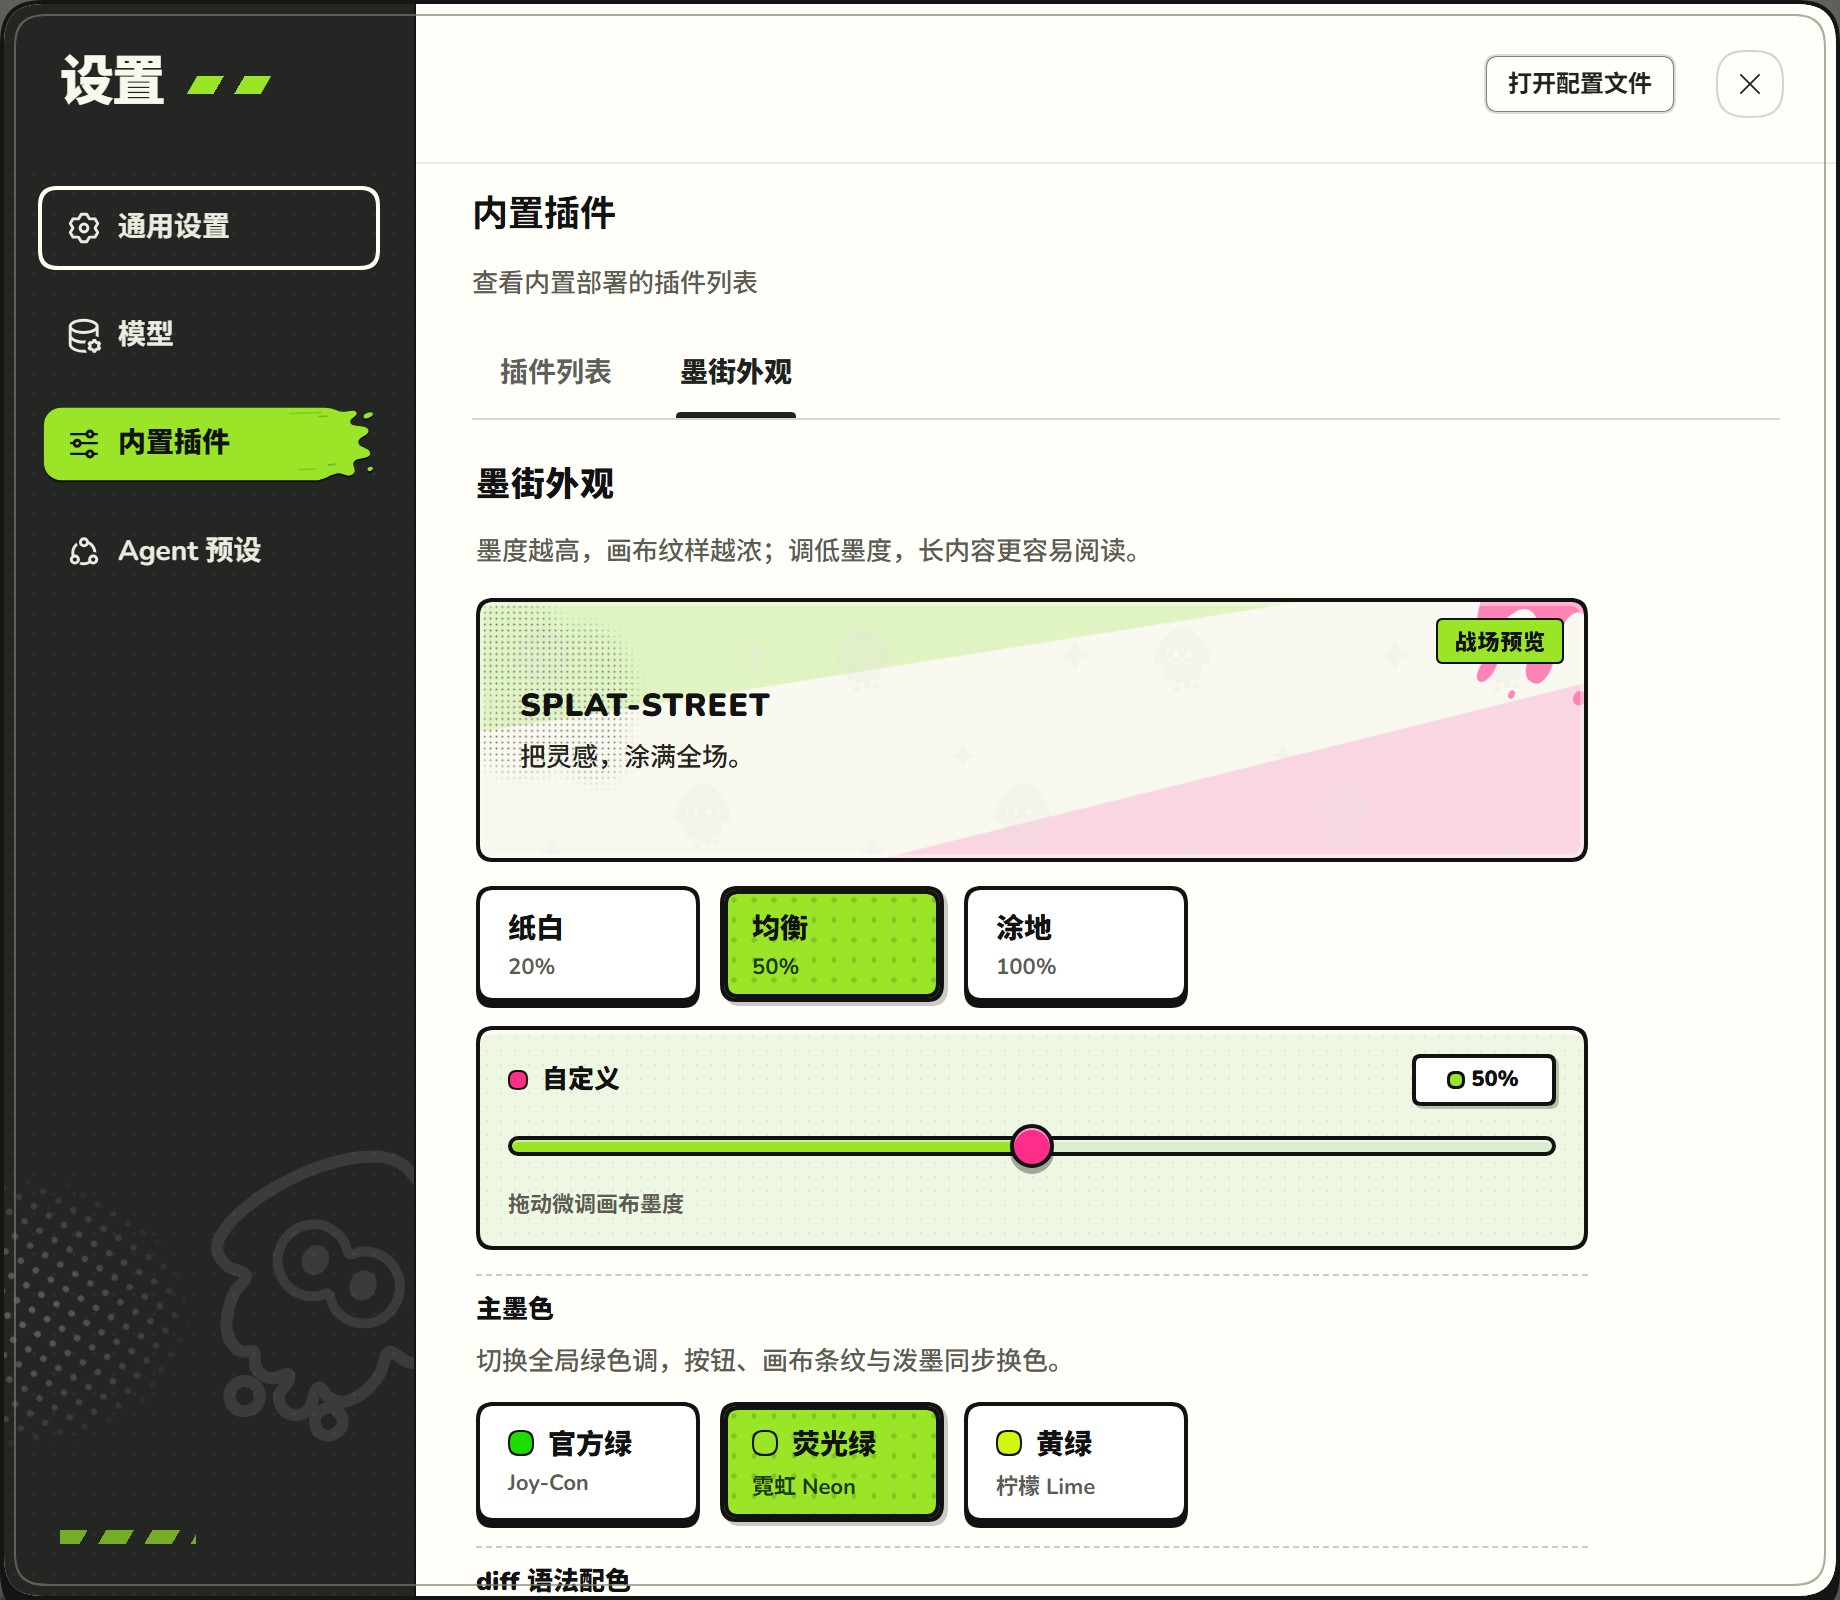 设置
打开配置文件
通用设置
模型
内置插件
Agent 预设
内置插件
查看内置部署的插件列表
插件列表
墨街外观
墨街外观
墨度越高，画布纹样越浓；调低墨度，长内容更容易阅读。
战场预览
SPLAT-STREET
把灵感，涂满全场。
纸白
20%
均衡
50%
涂地
100%
自定义
50%
拖动微调画布墨度
主墨色
切换全局绿色调，按钮、画布条纹与泼墨同步换色。
官方绿
Joy-Con
荧光绿
霓虹 Neon
黄绿
柠檬 Lime
diff 语法配色